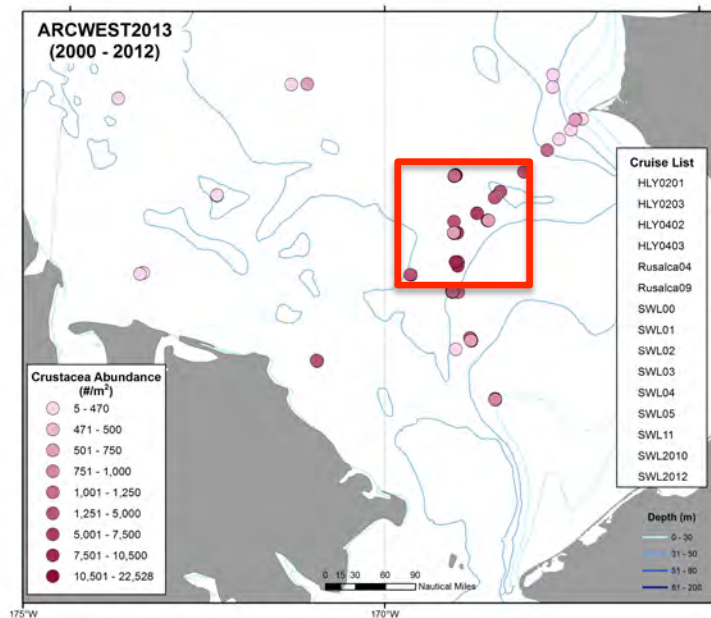 ARCWEST2013
(2000 - 2012)
Cruise List
HLY0201
HLY0203
HLY0402
HLY0403
Rusalca04
Rusalca09
SWL00
SWL01
SWL02
SWL03
SWL04
SWL05
SWL11
SWL2010
SWL2012
Crustacea Abundance
(#/m²)
5 - 470
471 - 500
501 - 750
751 - 1,000
1,001 - 1,250
1,251 - 5,000
5,001 - 7,500
7,501 - 10,500
10,501 - 22,528
Depth (m)
0 - 30
31 - 50
51 - 80
81 - 200
0 15 30 60 90
Nautical Miles
175°W
170°W